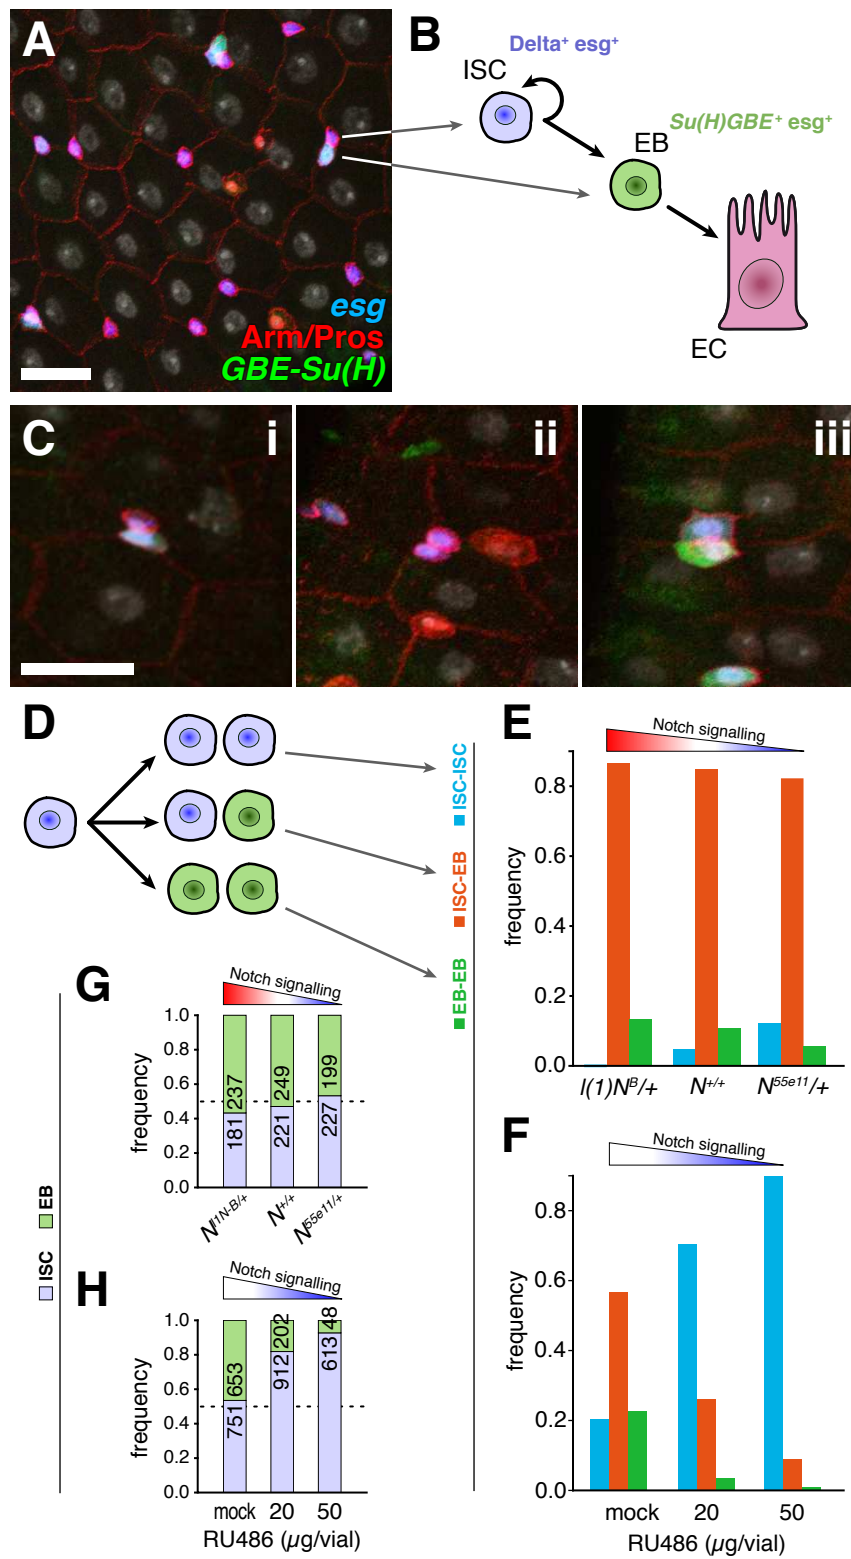 A
esg
Arm/Pros
GBE-Su(H)
B
Delta⁺ esg⁺
ISC
Su(H)GBE⁺ esg⁺
EB
EC
C
i
ii
iii
D
ISC-ISC
ISC-EB
EB-EB
E
Notch signalling
frequency
0.8
0.6
0.4
0.2
0.0
l(1)Nᴮ/+
N⁺/⁺
N⁵⁵ᵉ¹¹/+
F
Notch signalling
frequency
0.8
0.6
0.4
0.2
0.0
mock
20
50
RU486 (µg/vial)
G
Notch signalling
frequency
1.0
0.8
0.6
0.4
0.2
0.0
237
181
249
221
199
227
N^l1N-B/+
N^+/+
N^55e11/+
EB
ISC
H
Notch signalling
frequency
1.0
0.8
0.6
0.4
0.2
0.0
653
751
202
912
48
613
mock
20
50
RU486 (µg/vial)